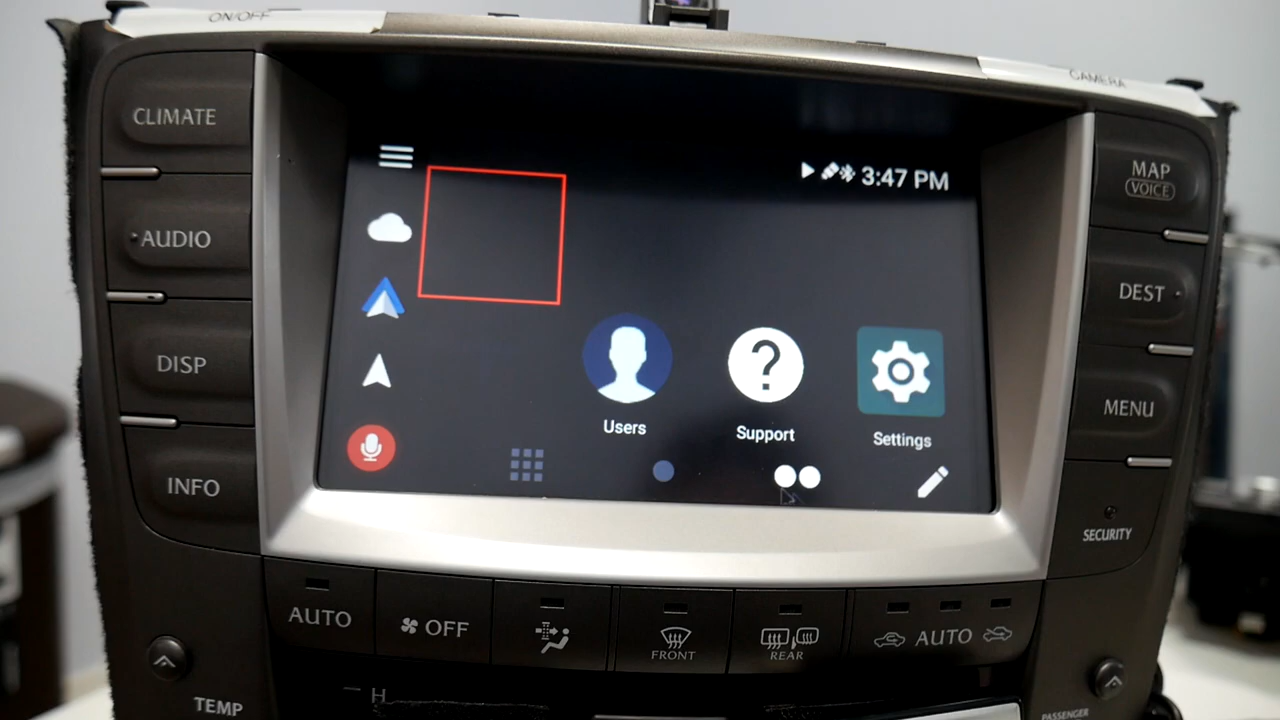 ON/OFF
CAMERA
CLIMATE
AUDIO
DISP
INFO
3:47 PM
Users
Support
Settings
MAP
VOICE
DEST
MENU
SECURITY
AUTO
OFF
FRONT
REAR
AUTO
TEMP
H
PASSENGER